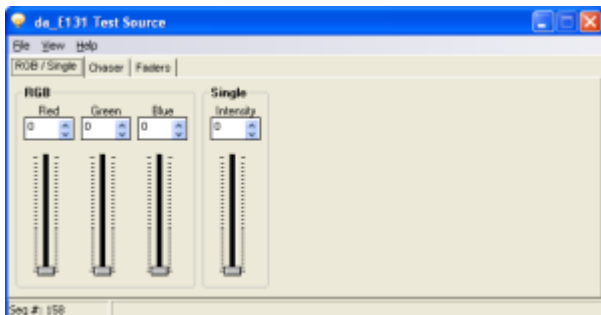 da_E131 Test Source
File View Help
RGB / Single Chaser Faders
RGB Single
Red Green Blue Intensity
0 0 0 0
Seq #: 158